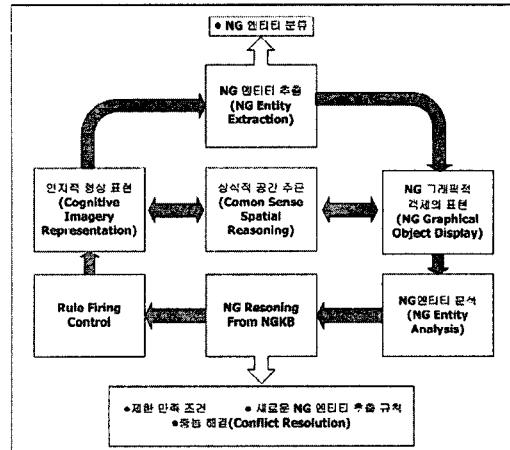 ● NG 엔티티 분류
NG 엔티티 추출
(NG Entity
Extraction)
인지적 형상 표현
(Cognitive
Imagery
Representation)
상식적 공간 추론
(Comon Sense
Spatial
Reasoning)
NG 그래픽적
객체의 표현
(NG Graphical
Object Display)
Rule Firing
Control
NG Resoning
From NGKB
NG엔티티 분석
(NG Entity
Analysis)
●제한 만족 조건 ●새로운 NG 엔티티 추출 규칙
●충돌 해결(Conflict Resolution)